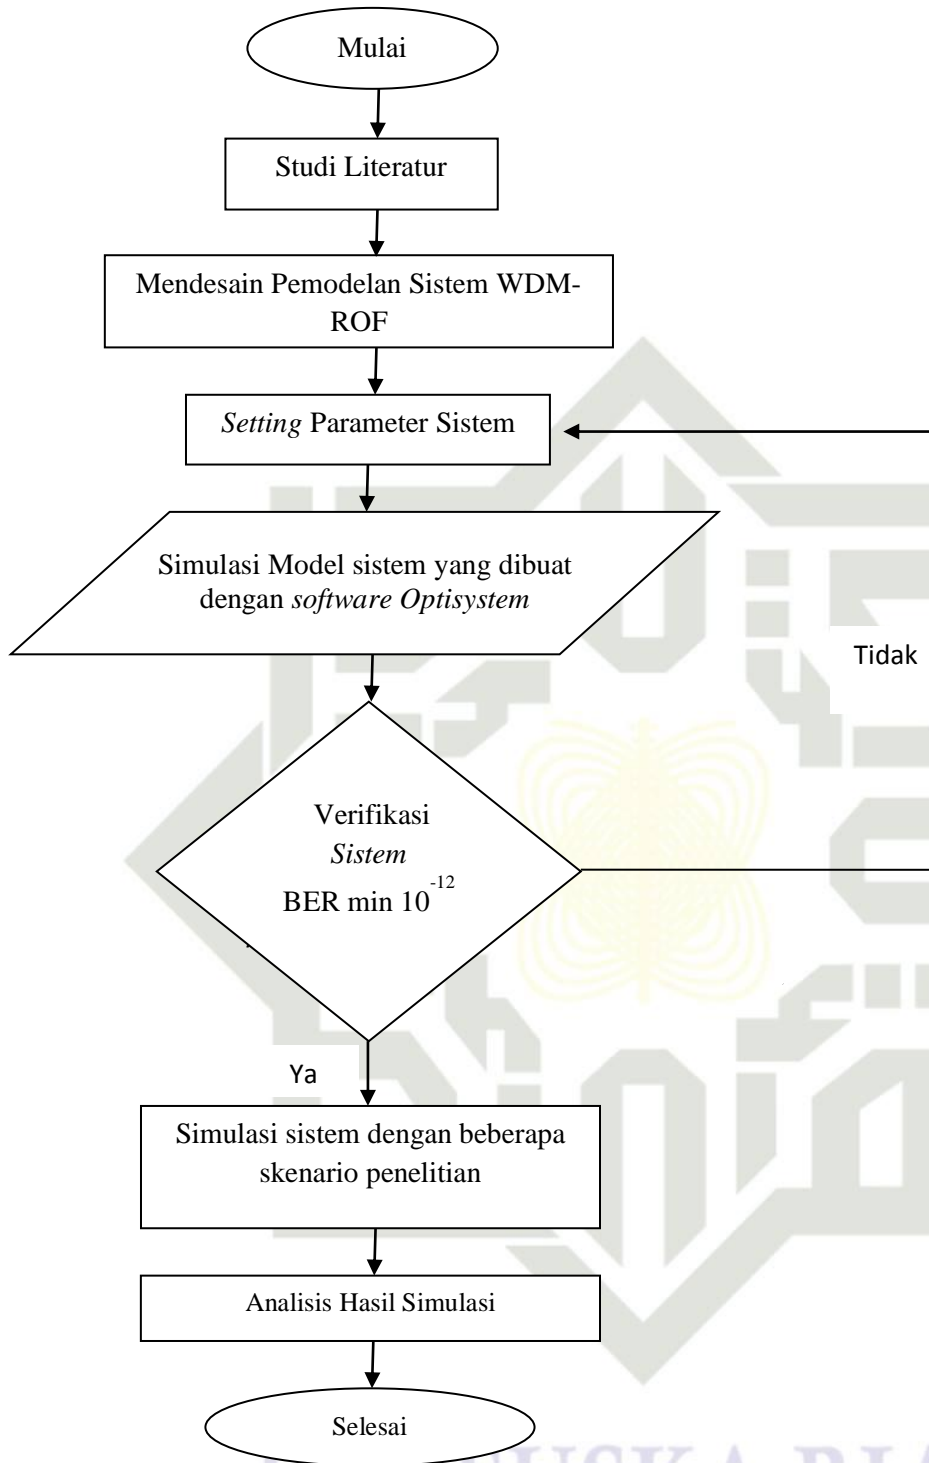 Mulai
Studi Literatur
Mendesain Pemodelan Sistem WDM-
ROF
Setting Parameter Sistem
Simulasi Model sistem yang dibuat
dengan software Optisystem
Tidak
Verifikasi
Sistem
BER min 10⁻¹²
Ya
Simulasi sistem dengan beberapa
skenario penelitian
Analisis Hasil Simulasi
Selesai